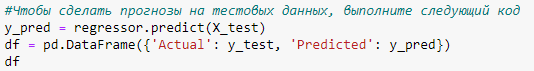 #Чтобы сделать прогнозы на тестовых данных, выполните следующий код
y_pred = regressor.predict(X_test)
df = pd.DataFrame({'Actual': y_test, 'Predicted': y_pred})
df